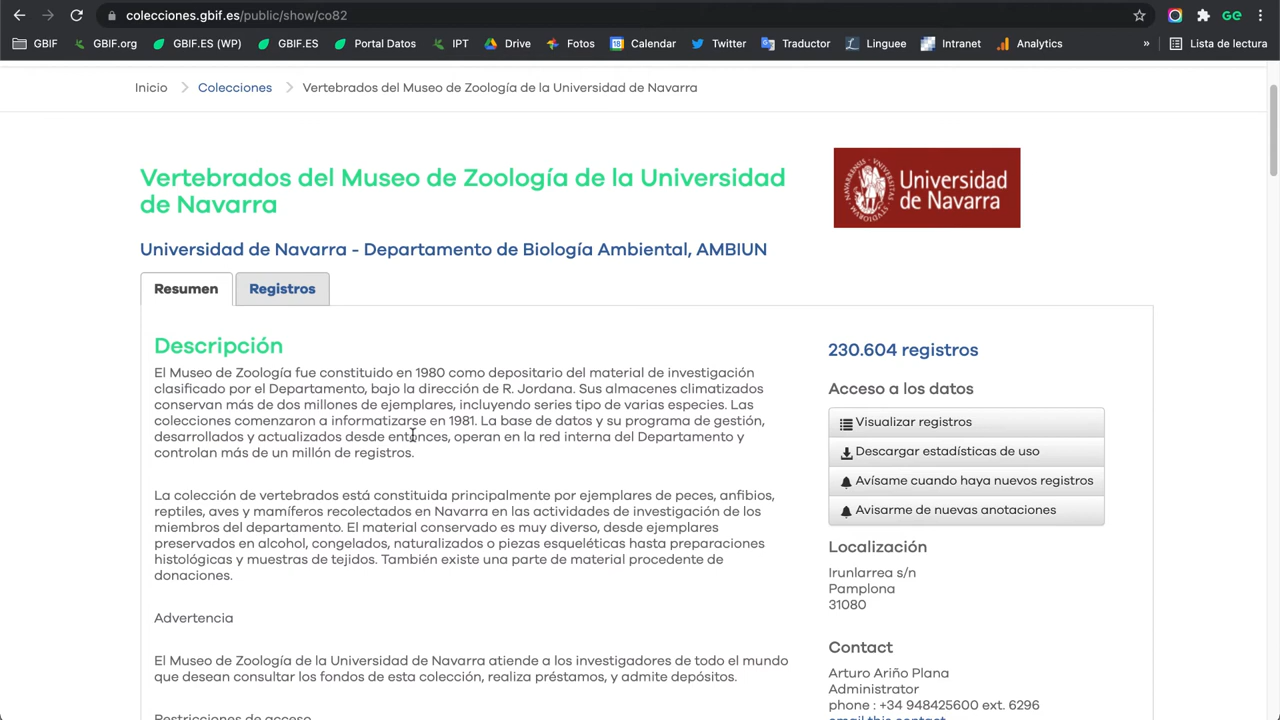 colecciones.gbif.es/public/show/co82
GE
GBIF
GBIF.org
GBIF.ES (WP)
GBIF.ES
Portal Datos
IPT
Drive
Fotos
18 Calendar
Twitter
Traductor
Linguee
Intranet
Analytics
»
Lista de lectura
Inicio
Colecciones
Vertebrados del Museo de Zoología de la Universidad de Navarra
Vertebrados del Museo de Zoología de la Universidad
de Navarra
Universidad
de Navarra
Universidad de Navarra - Departamento de Biología Ambiental, AMBIUN
Resumen
Registros
Descripción
El Museo de Zoología fue constituido en 1980 como depositario del material de investigación
clasificado por el Departamento, bajo la dirección de R. Jordana. Sus almacenes climatizados
conservan más de dos millones de ejemplares, incluyendo series tipo de varias especies. Las
colecciones comenzaron a informatizarse en 1981. La base de datos y su programa de gestión,
desarrollados y actualizados desde entonces, operan en la red interna del Departamento y
controlan más de un millón de registros.
La colección de vertebrados está constituida principalmente por ejemplares de peces, anfibios,
reptiles, aves y mamíferos recolectados en Navarra en las actividades de investigación de los
miembros del departamento. El material conservado es muy diverso, desde ejemplares
preservados en alcohol, congelados, naturalizados o piezas esqueléticas hasta preparaciones
histológicas y muestras de tejidos. También existe una parte de material procedente de
donaciones.
Advertencia
El Museo de Zoología de la Universidad de Navarra atiende a los investigadores de todo el mundo
que desean consultar los fondos de esta colección, realiza préstamos, y admite depósitos.
Restricciones de acceso
230.604 registros
Acceso a los datos
Visualizar registros
Descargar estadísticas de uso
Avísame cuando haya nuevos registros
Avisarme de nuevas anotaciones
Localización
Irunlarrea s/n
Pamplona
31080
Contact
Arturo Ariño Plana
Administrator
phone : +34 948425600 ext. 6296
email this contact